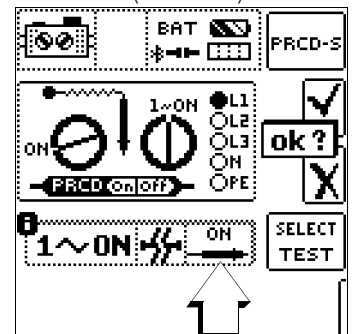 BAT
PRCD-S
1~ON
L1
L2
L3
N
PE
ON
PRCD On Off
ok ?
1~ON
ON
SELECT
TEST